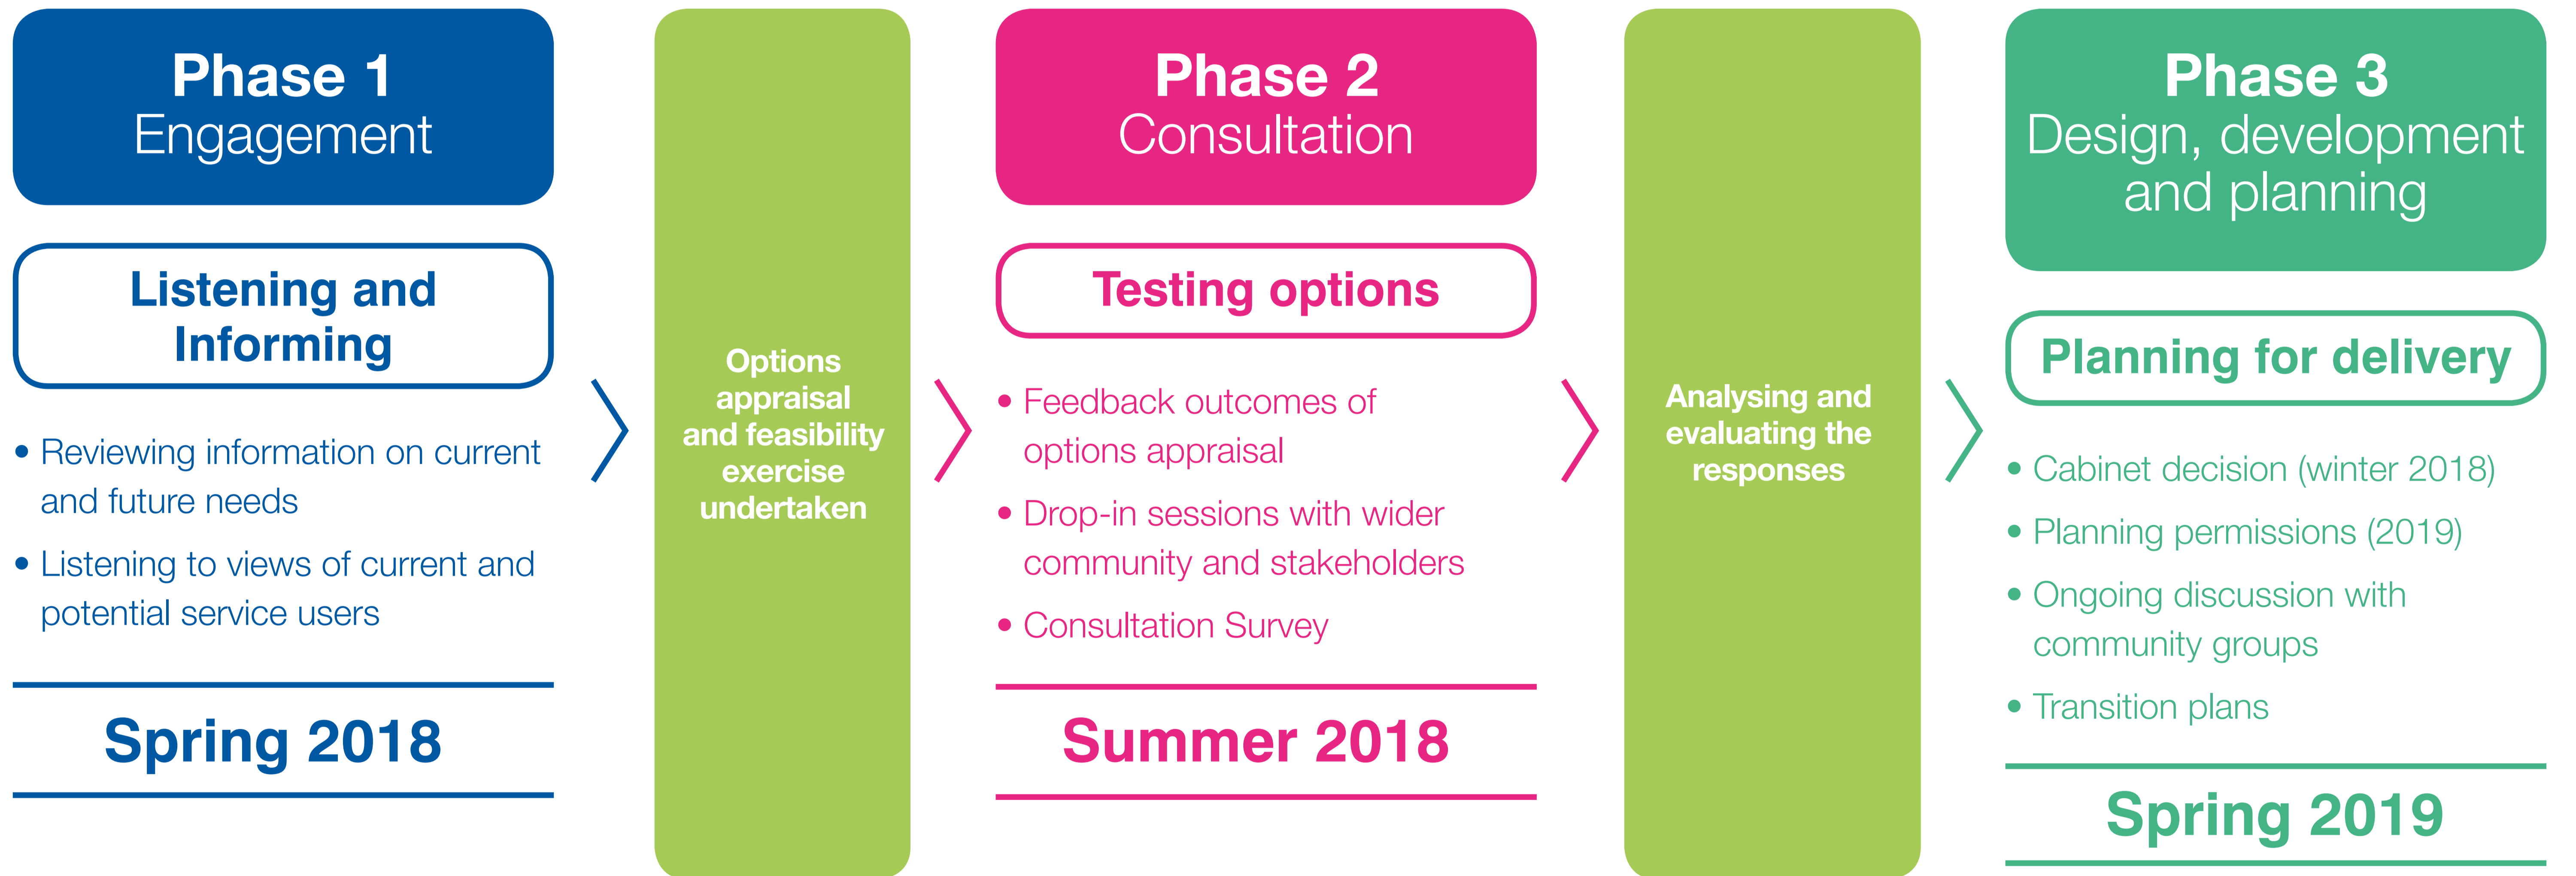 Phase 1
Engagement
Listening and
Informing
• Reviewing information on current
and future needs
• Listening to views of current and
potential service users
Spring 2018
Options
appraisal
and feasibility
exercise
undertaken
Phase 2
Consultation
Testing options
• Feedback outcomes of
options appraisal
• Drop-in sessions with wider
community and stakeholders
• Consultation Survey
Summer 2018
Analysing and
evaluating the
responses
Phase 3
Design, development
and planning
Planning for delivery
• Cabinet decision (winter 2018)
• Planning permissions (2019)
• Ongoing discussion with
community groups
• Transition plans
Spring 2019